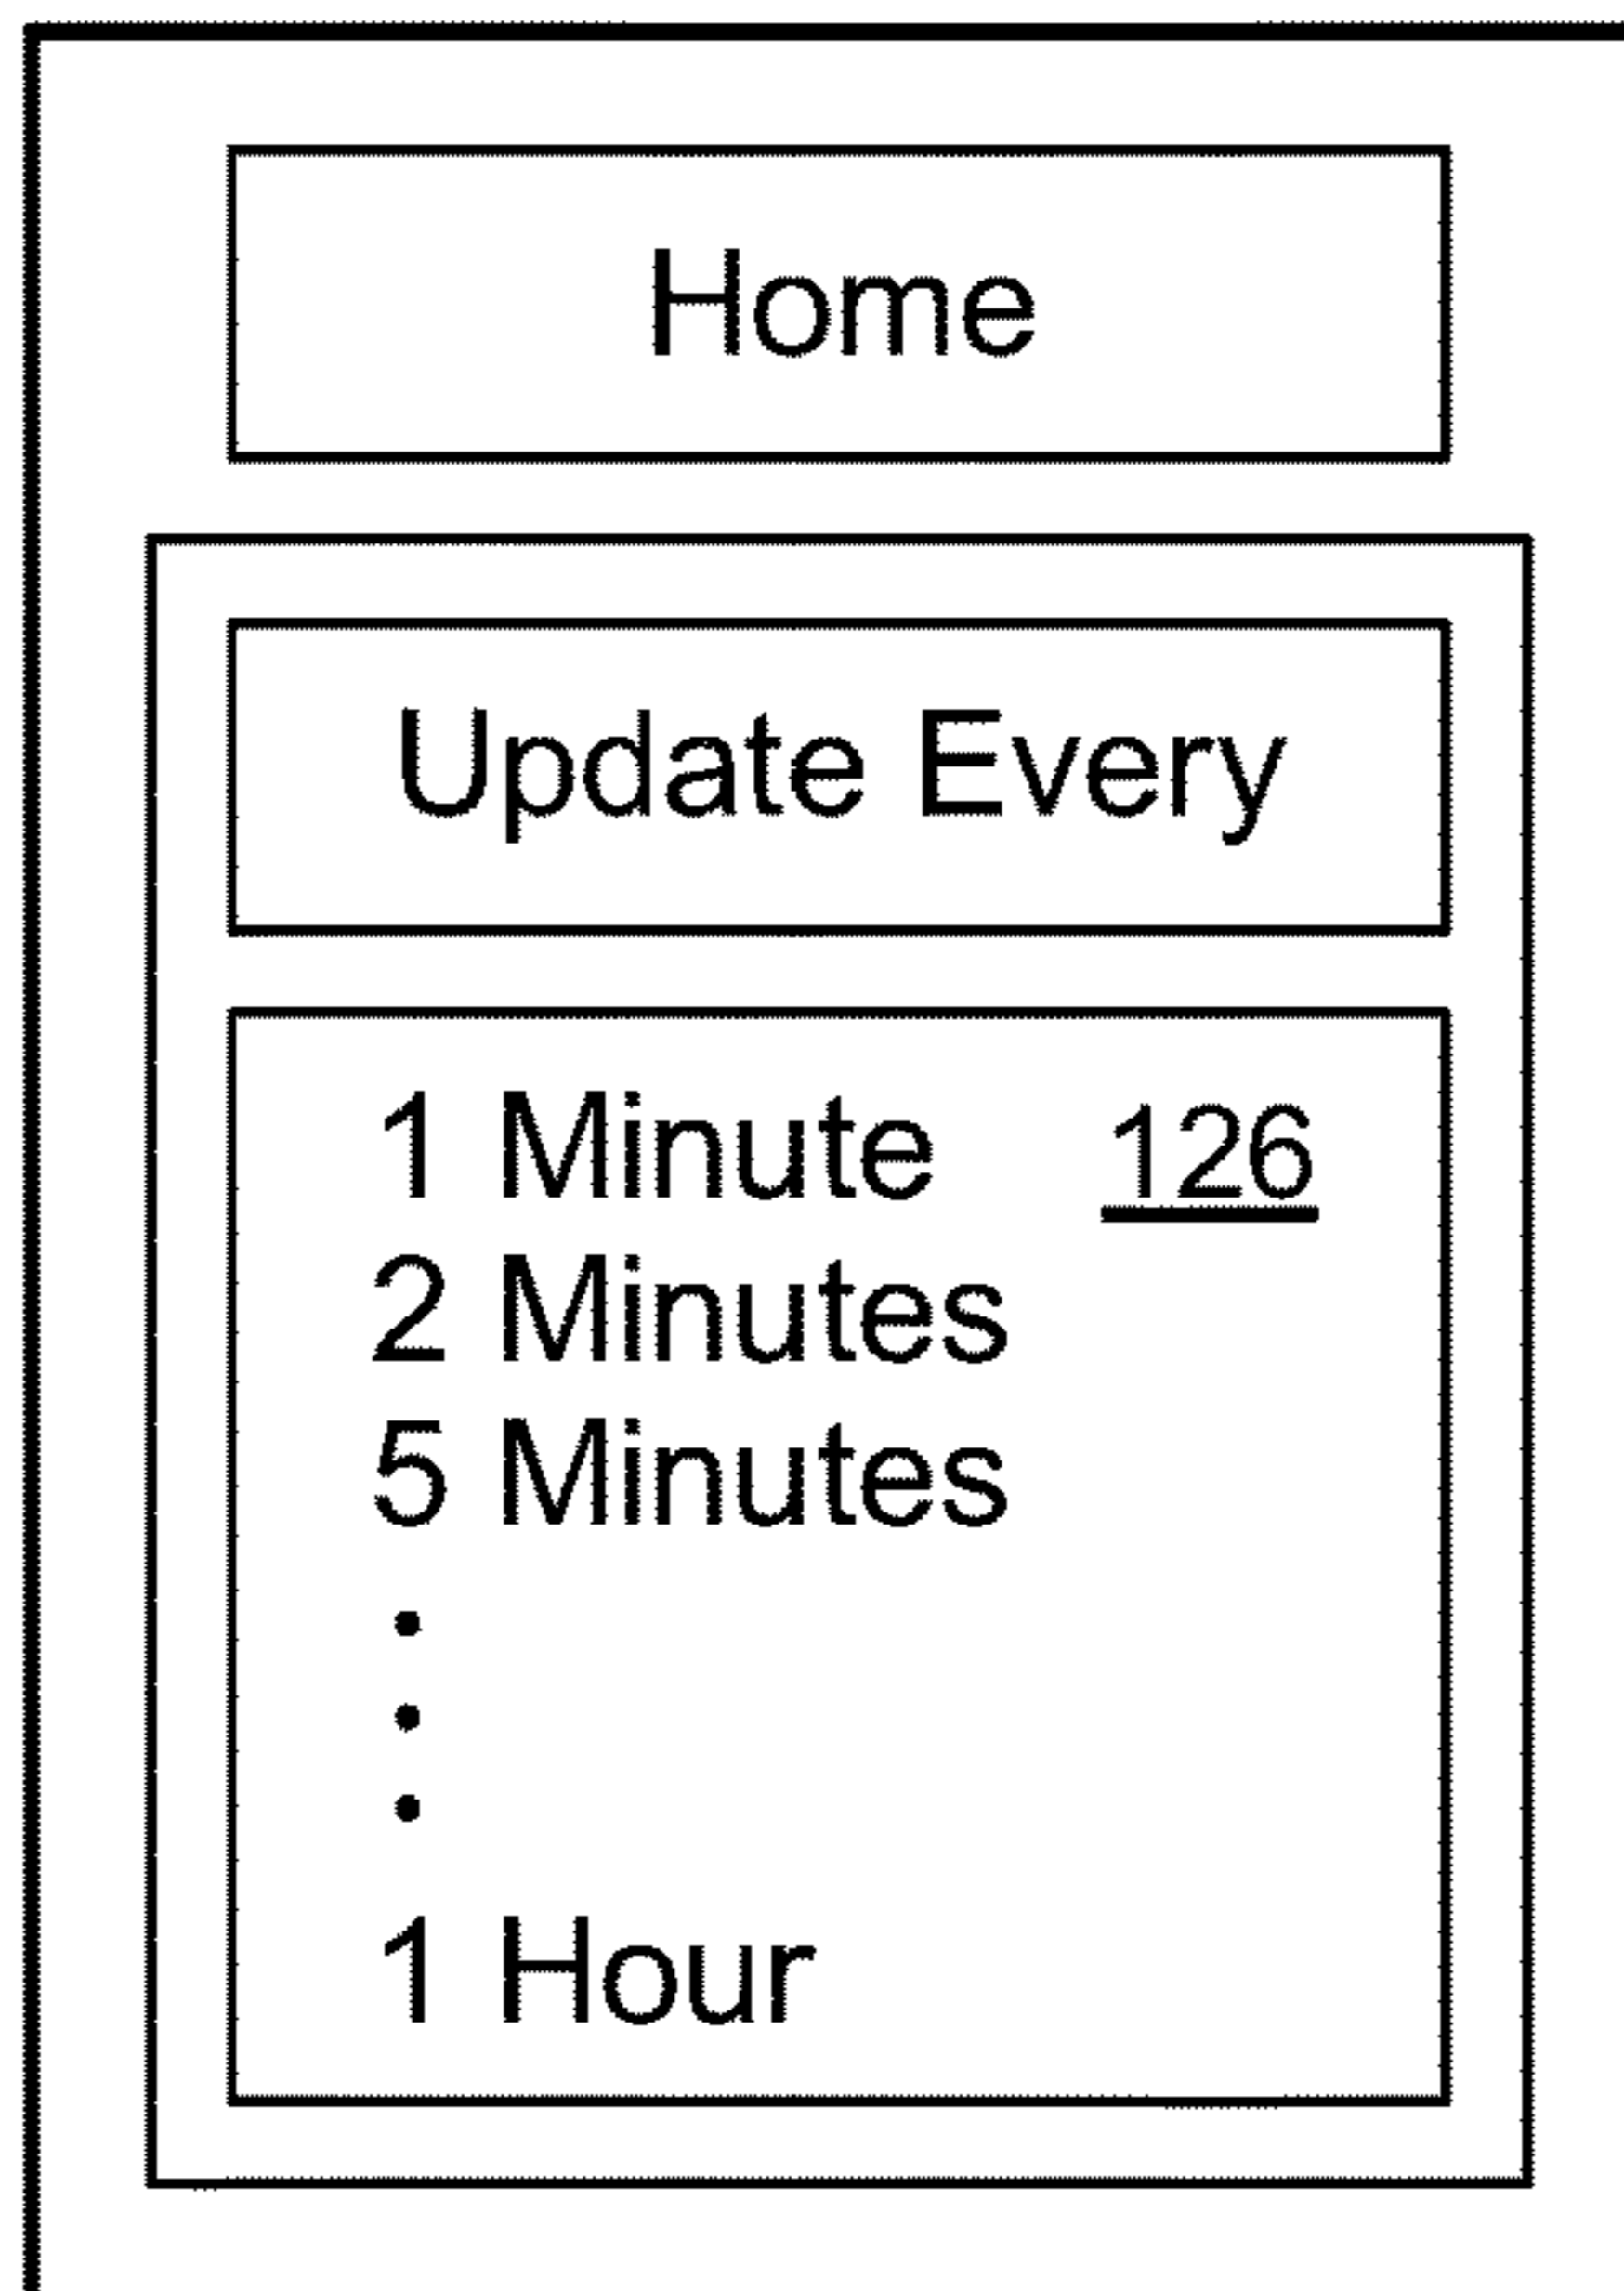 Home
Update Every
1 Minute 126
2 Minutes
5 Minutes
•
•
•
1 Hour